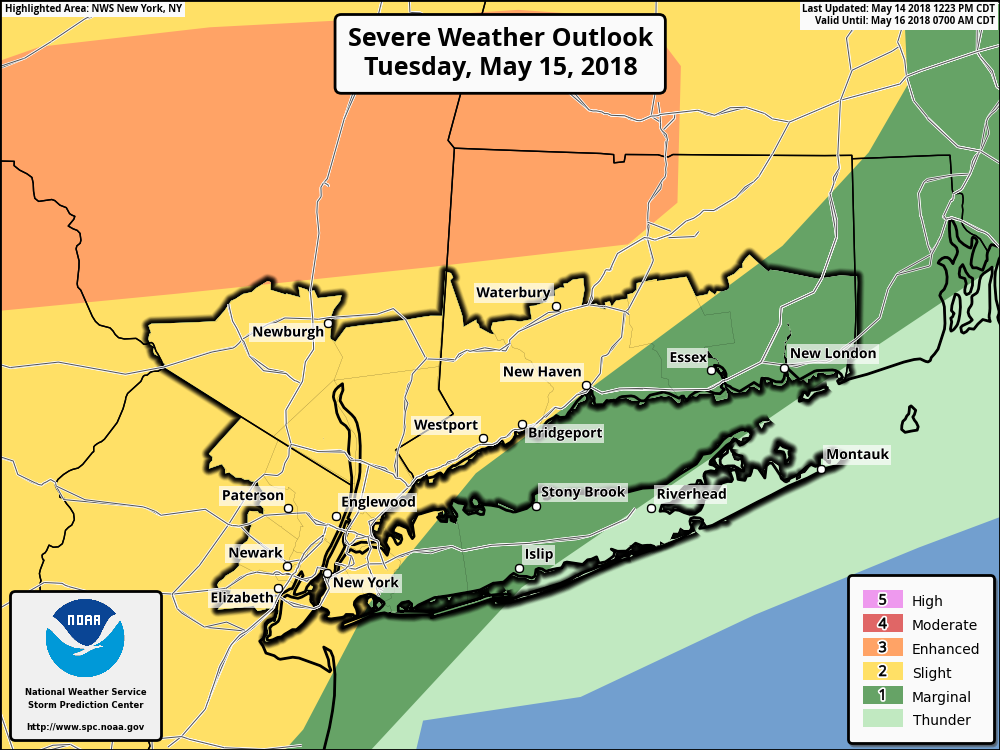 Highlighted Area: NWS New York, NY
Last Updated: May 14 2018 1223 PM CDT
Valid Until: May 16 2018 0700 AM CDT
Severe Weather Outlook
Tuesday, May 15, 2018
Waterbury
Newburgh
Essex
New London
New Haven
Westport
Bridgeport
Montauk
Paterson
Englewood
Stony Brook
Riverhead
Newark
Islip
New York
Elizabeth
NOAA
National Weather Service
Storm Prediction Center
http://www.spc.noaa.gov
5 High
4 Moderate
3 Enhanced
2 Slight
1 Marginal
Thunder